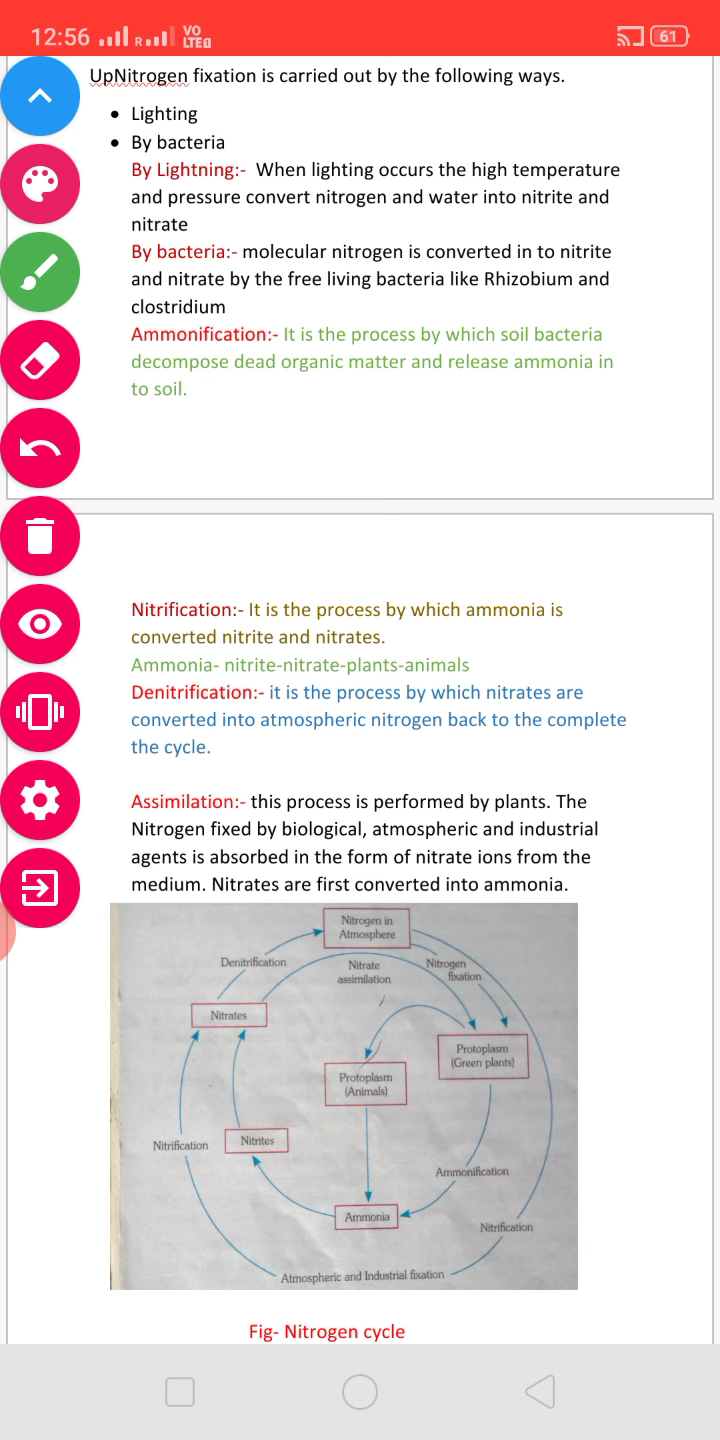 12:56 R VO LTE 61
UpNitrogen fixation is carried out by the following ways.
• Lighting
• By bacteria
By Lightning:- When lighting occurs the high temperature
and pressure convert nitrogen and water into nitrite and
nitrate
By bacteria:- molecular nitrogen is converted in to nitrite
and nitrate by the free living bacteria like Rhizobium and
clostridium
Ammonification:- It is the process by which soil bacteria
decompose dead organic matter and release ammonia in
to soil.
Nitrification:- It is the process by which ammonia is
converted nitrite and nitrates.
Ammonia- nitrite-nitrate-plants-animals
Denitrification:- it is the process by which nitrates are
converted into atmospheric nitrogen back to the complete
the cycle.
Assimilation:- this process is performed by plants. The
Nitrogen fixed by biological, atmospheric and industrial
agents is absorbed in the form of nitrate ions from the
medium. Nitrates are first converted into ammonia.
Nitrogen in
Atmosphere
Denitrification
Nitrate
assimilation
Nitrogen
fixation
Nitrates
Protoplasm
(Green plants)
Protoplasm
(Animals)
Nitrification
Nitrites
Ammonification
Ammonia
Nitrification
Atmospheric and Industrial fixation
Fig- Nitrogen cycle